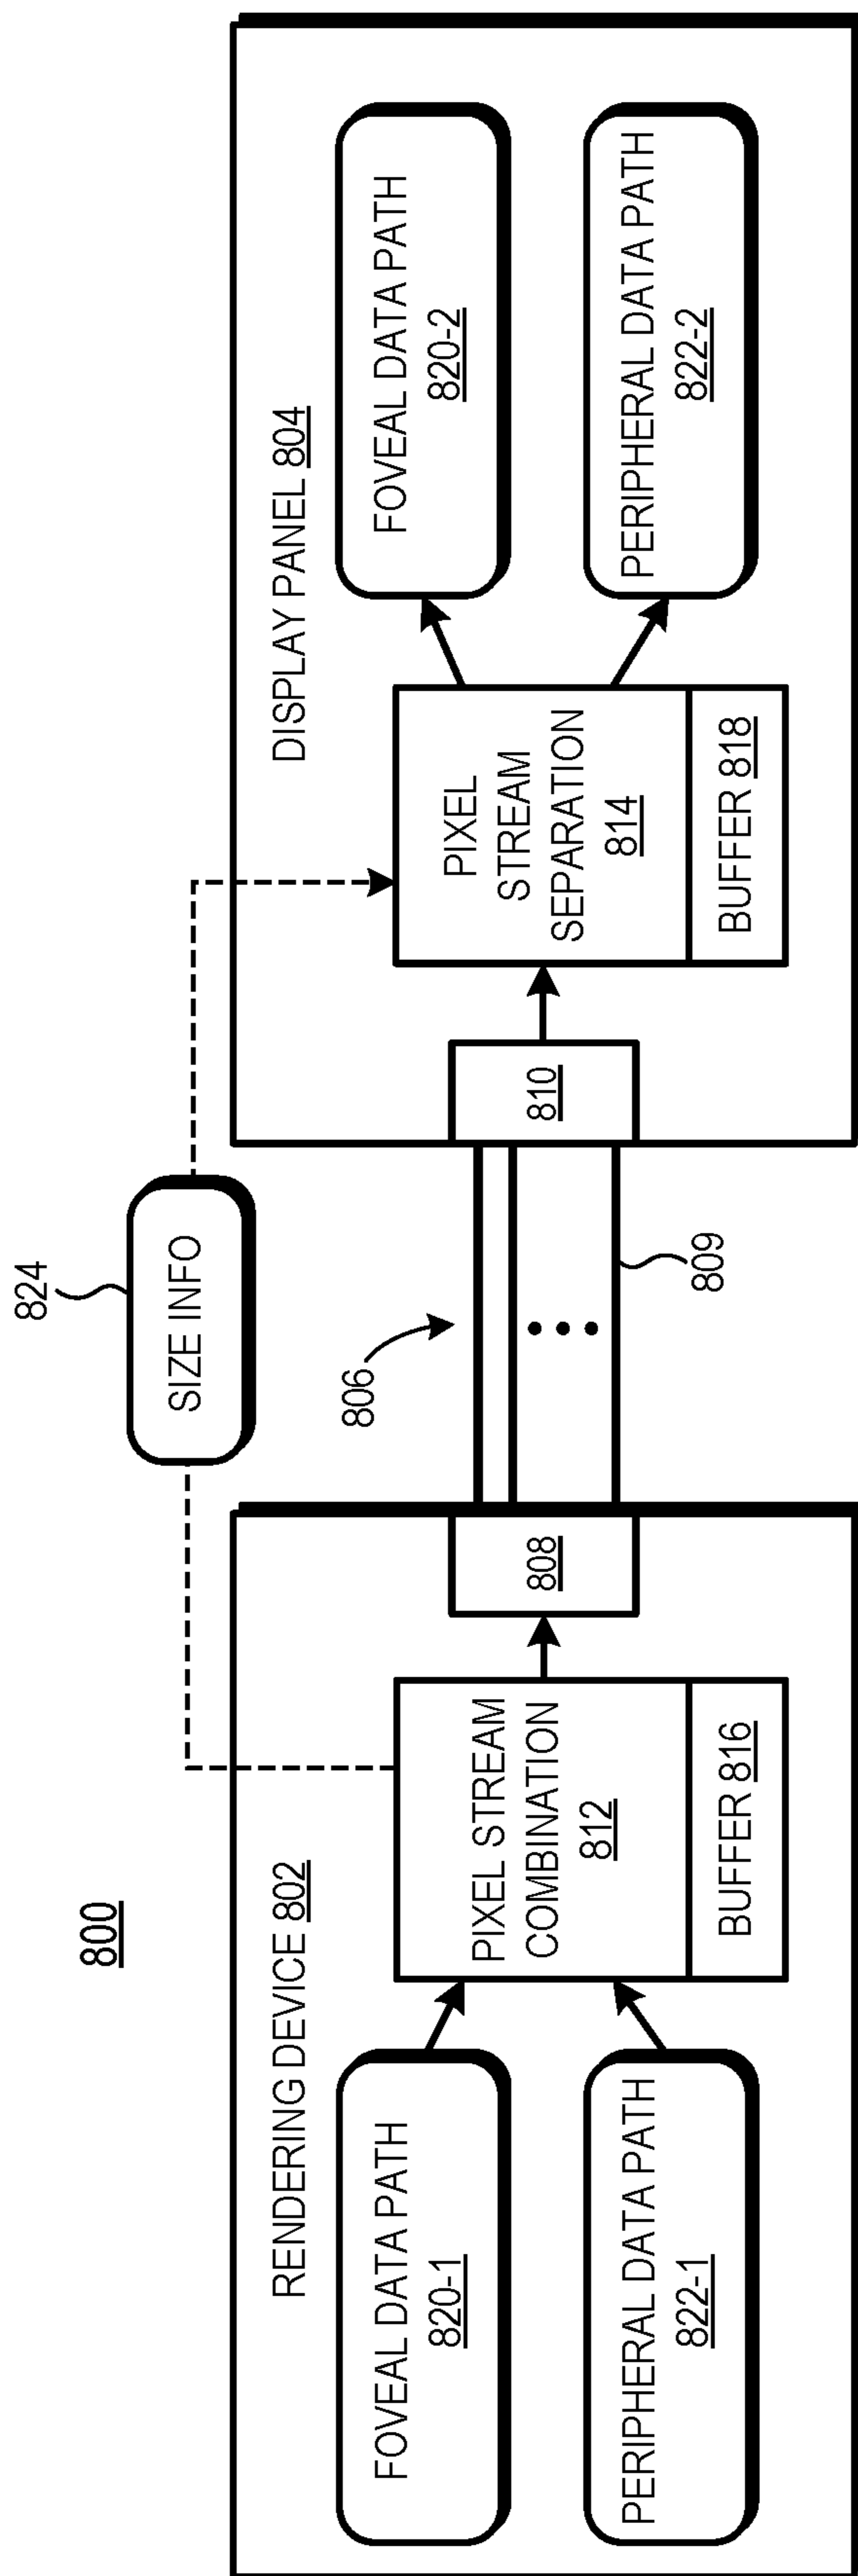 800
824
SIZE INFO
RENDERING DEVICE 802
FOVEAL DATA PATH
820-1
PERIPHERAL DATA PATH
822-1
PIXEL STREAM
COMBINATION
812
BUFFER 816
808
806
809
DISPLAY PANEL 804
810
PIXEL
STREAM
SEPARATION
814
BUFFER 818
FOVEAL DATA PATH
820-2
PERIPHERAL DATA PATH
822-2